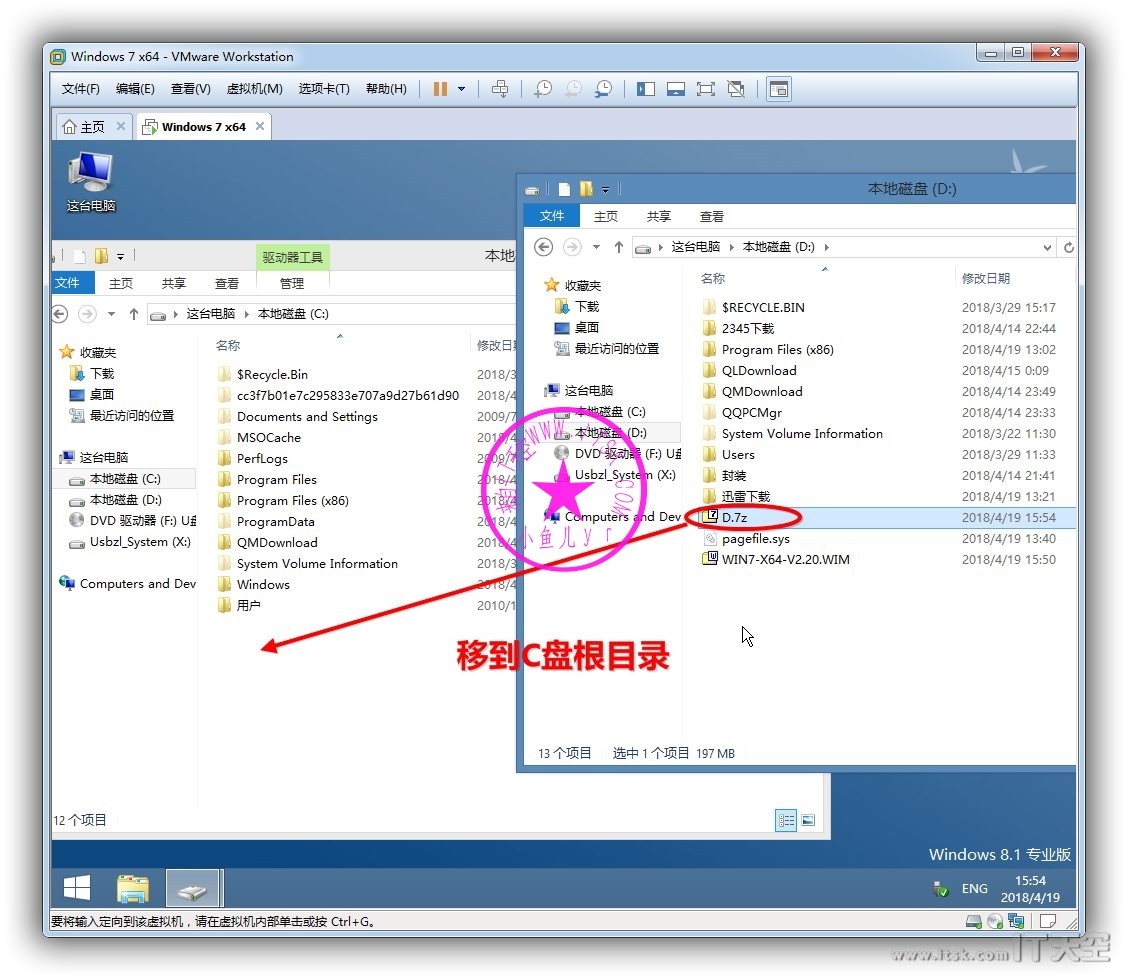 Windows 7 x64 - VMware Workstation
文件(F) 编辑(E) 查看(V) 虚拟机(M) 选项卡(T) 帮助(H)
主页 Windows 7 x64
这台电脑
驱动器工具
本地
文件 主页 共享 查看 管理
这台电脑 本地磁盘 (C:)
名称 修改日期
收藏夹
下载
桌面
最近访问的位置
这台电脑
本地磁盘 (C:)
本地磁盘 (D:)
DVD 驱动器 (F:) U盘
Usbzl_System (X:)
Computers and Dev
$Recycle.Bin 2018/3
cc3f7b01e7c295833e707a9d27b61d90 2018/4
Documents and Settings 2009/7
MSOCache 2018/4
PerfLogs 2009/7
Program Files 2018/4
Program Files (x86) 2018/4
ProgramData 2018/4
QMDownload 2018/4
System Volume Information 2018/3
Windows 2018/4
用户 2010/1
12 个项目
本地磁盘 (D:)
文件 主页 共享 查看
这台电脑 本地磁盘 (D:)
名称 修改日期
收藏夹
下载
桌面
最近访问的位置
这台电脑
本地磁盘 (C:)
本地磁盘 (D:)
DVD 驱动器 (F:) U盘
Usbzl_System (X:)
Computers and Dev
$RECYCLE.BIN 2018/3/29 15:17
2345下载 2018/4/14 22:44
Program Files (x86) 2018/4/19 13:02
QLDownload 2018/4/15 0:09
QMDownload 2018/4/14 23:49
QQPCMgr 2018/4/14 23:33
System Volume Information 2018/3/22 11:30
Users 2018/3/29 11:33
封装 2018/4/14 21:41
迅雷下载 2018/4/19 13:21
D.7z 2018/4/19 15:54
pagefile.sys 2018/4/19 13:40
WIN7-X64-V2.20.WIM 2018/4/19 15:50
13 个项目 选中 1 个项目 197 MB
移到C盘根目录
小鱼儿yr
Windows 8.1 专业版
ENG
15:54
2018/4/19
要将输入定向到该虚拟机，请在虚拟机内部单击或按 Ctrl+G。
www.itsk.com IT天空